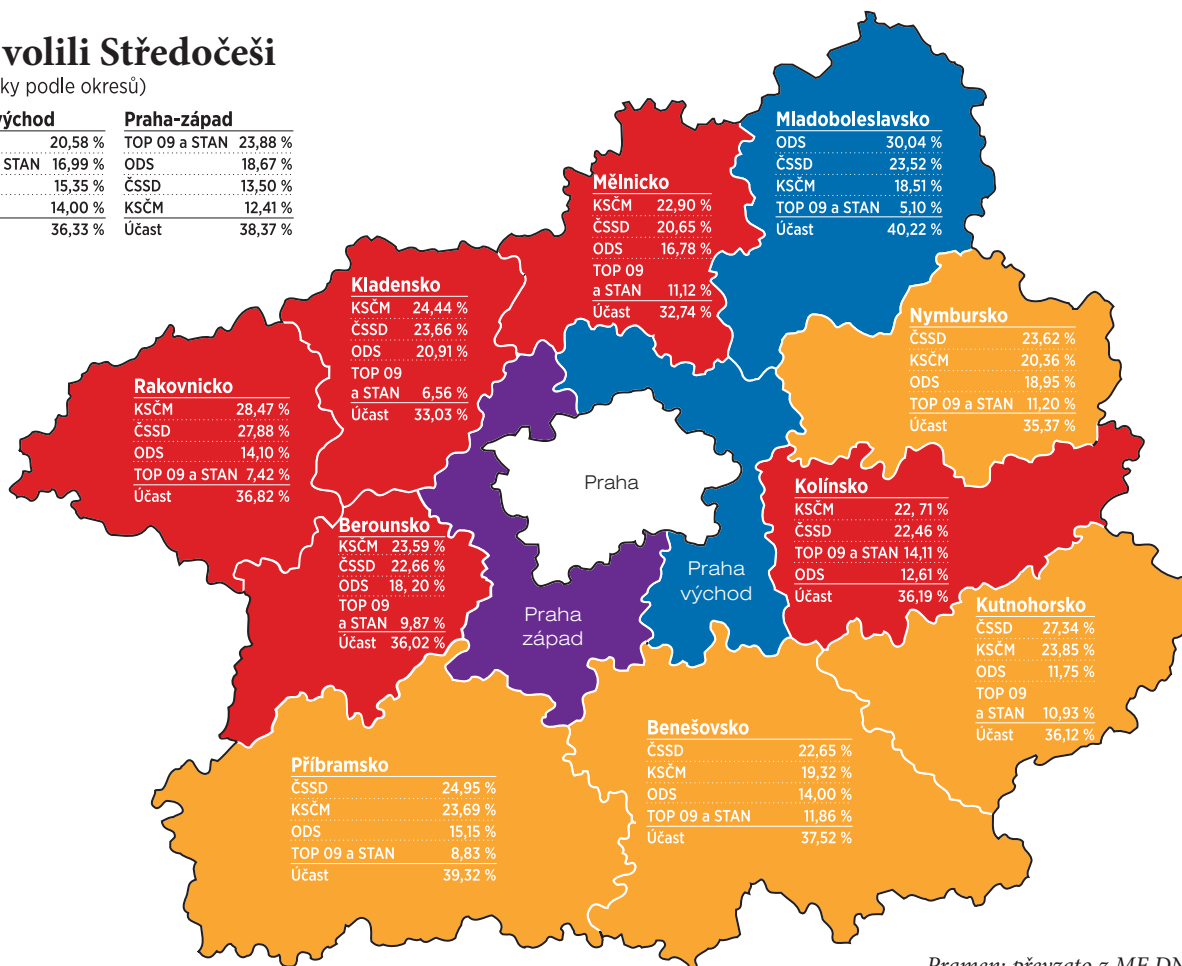 volili Středočeši
ky podle okresů)
východ
20,58 %
STAN 16,99 %
15,35 %
14,00 %
36,33 %
Praha-západ
TOP 09 a STAN 23,88 %
ODS 18,67 %
ČSSD 13,50 %
KSČM 12,41 %
Účast 38,37 %
Mladoboleslavsko
ODS 30,04 %
ČSSD 23,52 %
KSČM 18,51 %
TOP 09 a STAN 5,10 %
Účast 40,22 %
Mělnicko
KSČM 22,90 %
ČSSD 20,65 %
ODS 16,78 %
TOP 09
a STAN 11,12 %
Účast 32,74 %
Kladensko
KSČM 24,44 %
ČSSD 23,66 %
ODS 20,91 %
TOP 09
a STAN 6,56 %
Účast 33,03 %
Nymbursko
ČSSD 23,62 %
KSČM 20,36 %
ODS 18,95 %
TOP 09 a STAN 11,20 %
Účast 35,37 %
Rakovnicko
KSČM 28,47 %
ČSSD 27,88 %
ODS 14,10 %
TOP 09 a STAN 7,42 %
Účast 36,82 %
Praha
Kolínsko
KSČM 22, 71 %
ČSSD 22,46 %
TOP 09 a STAN 14,11 %
ODS 12,61 %
Účast 36,19 %
Berounsko
KSČM 23,59 %
ČSSD 22,66 %
ODS 18, 20 %
TOP 09
a STAN 9,87 %
Účast 36,02 %
Praha
východ
Praha
západ
Kutnohorsko
ČSSD 27,34 %
KSČM 23,85 %
ODS 11,75 %
TOP 09
a STAN 10,93 %
Účast 36,12 %
Benešovsko
ČSSD 22,65 %
KSČM 19,32 %
ODS 14,00 %
TOP 09 a STAN 11,86 %
Účast 37,52 %
Příbramsko
ČSSD 24,95 %
KSČM 23,69 %
ODS 15,15 %
TOP 09 a STAN 8,83 %
Účast 39,32 %
Pramen: převzato z MF DN